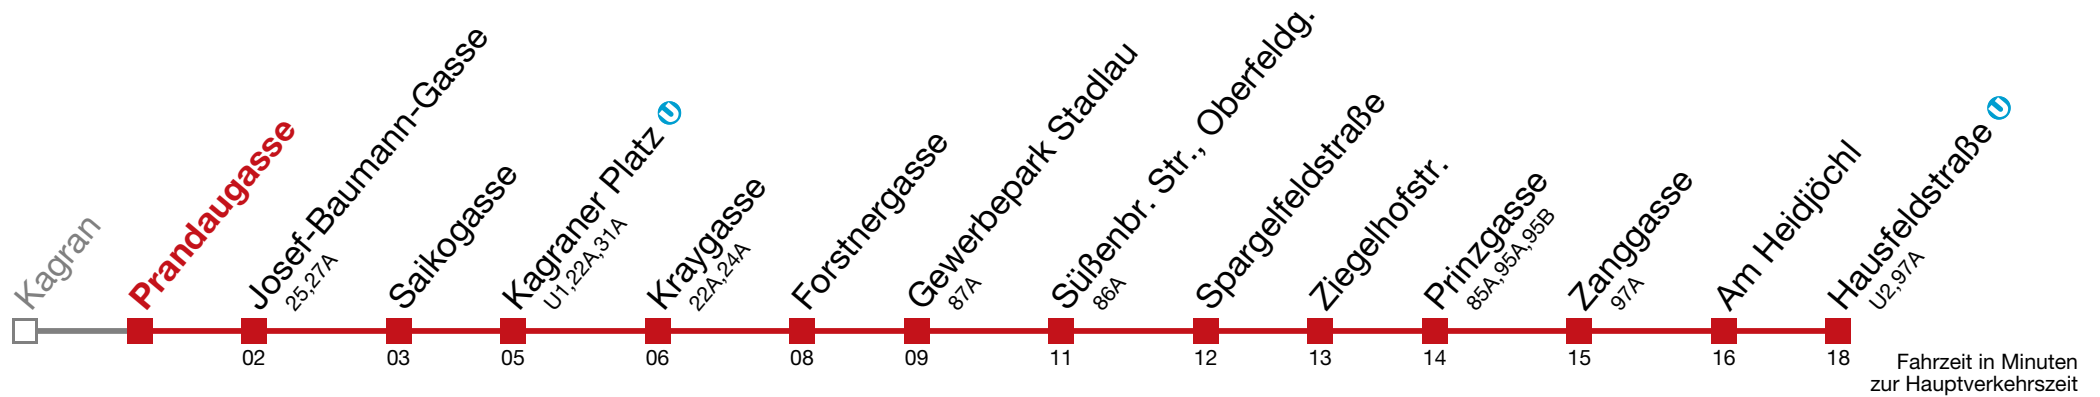 Kagran
Prandaugasse
Josef-Baumann-Gasse
25,27A
Saikogasse
Kagraner Platz U
U1,22A,31A
Kraygasse
22A,24A
Forstnergasse
Gewerbepark Stadlau
87A
Süßenbr. Str., Oberfeldg.
86A
Spargelfeldstraße
Ziegelhofstr.
Prinzgasse
85A,95A,95B
Zanggasse
97A
Am Heidjöchl
Hausfeldstraße U
U2,97A
02 03 05 06 08 09 11 12 13 14 15 16 18
Fahrzeit in Minuten
zur Hauptverkehrszeit